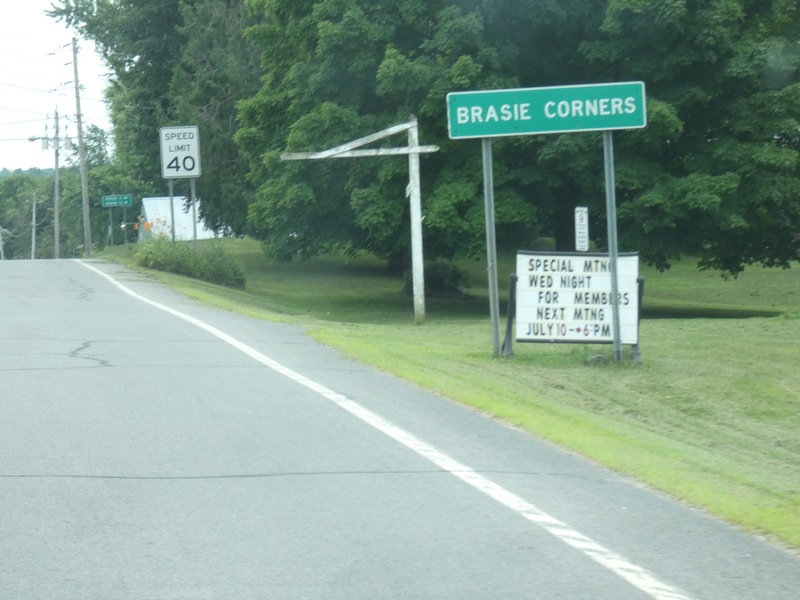 BRASIE CORNERS
SPEED
LIMIT
40
SPECIAL MTNG
WED NIGHT
FOR MEMBERS
NEXT MTNG
JULY 10-*6 PM